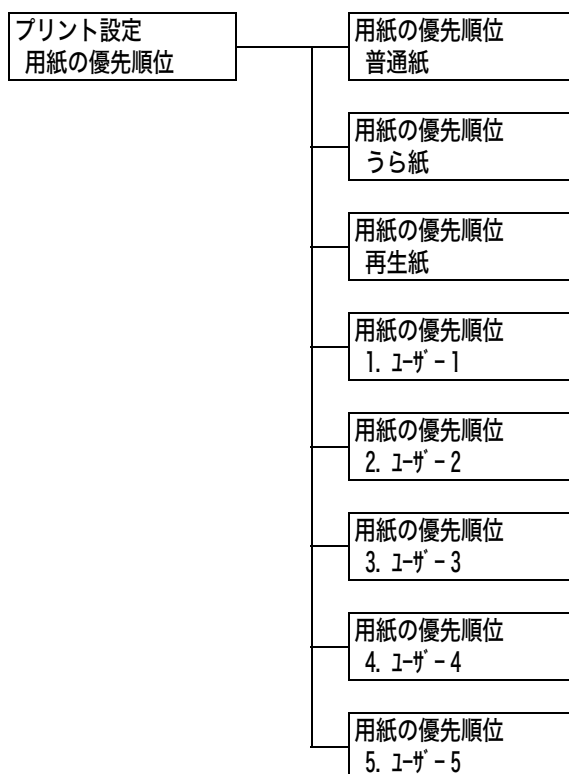 プリント設定
用紙の優先順位
用紙の優先順位
普通紙
用紙の優先順位
うら紙
用紙の優先順位
再生紙
用紙の優先順位
1. ﾕｰｻﾞｰ1
用紙の優先順位
2. ﾕｰｻﾞｰ2
用紙の優先順位
3. ﾕｰｻﾞｰ3
用紙の優先順位
4. ﾕｰｻﾞｰ4
用紙の優先順位
5. ﾕｰｻﾞｰ5